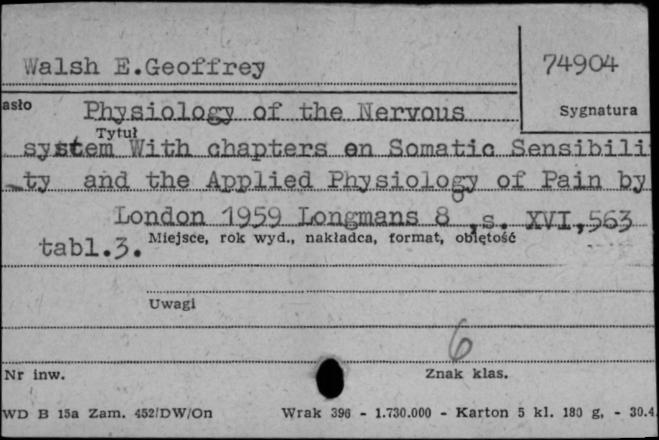 Walsh E.Geoffrey
74904
asło Physiology of the Nervous
Sygnatura
Tytuł
system With chapters on Somatic Sensibili
-ty and the Applied Physiology of Pain by
London 1959 Longmans 8° , s. XVI,563
tabl.3. Miejsce, rok wyd., nakładca, format, objętość
Uwagi
6
Nr inw. Znak klas.
WD B 15a Zam. 452/DW/On Wrak 396 - 1.730.000 - Karton 5 kl. 180 g. - 30.4.